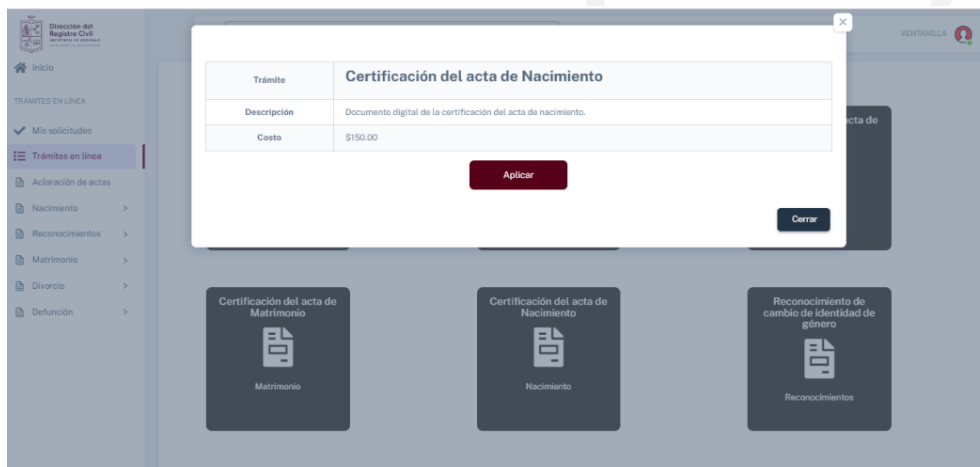 Dirección del
Registro Civil
VENTANILLA
Inicio
TRÁMITES EN LÍNEA
Mis solicitudes
Trámites en línea
Aclaración de actas
Nacimiento
Reconocimientos
Matrimonio
Divorcio
Defunción
Trámite
Certificación del acta de Nacimiento
Descripción
Documento digital de la certificación del acta de nacimiento.
Costo
$150.00
Aplicar
Cerrar
acta de
Certificación del acta de
Matrimonio
Matrimonio
Certificación del acta de
Nacimiento
Nacimiento
Reconocimiento de
cambio de identidad de
género
Reconocimientos